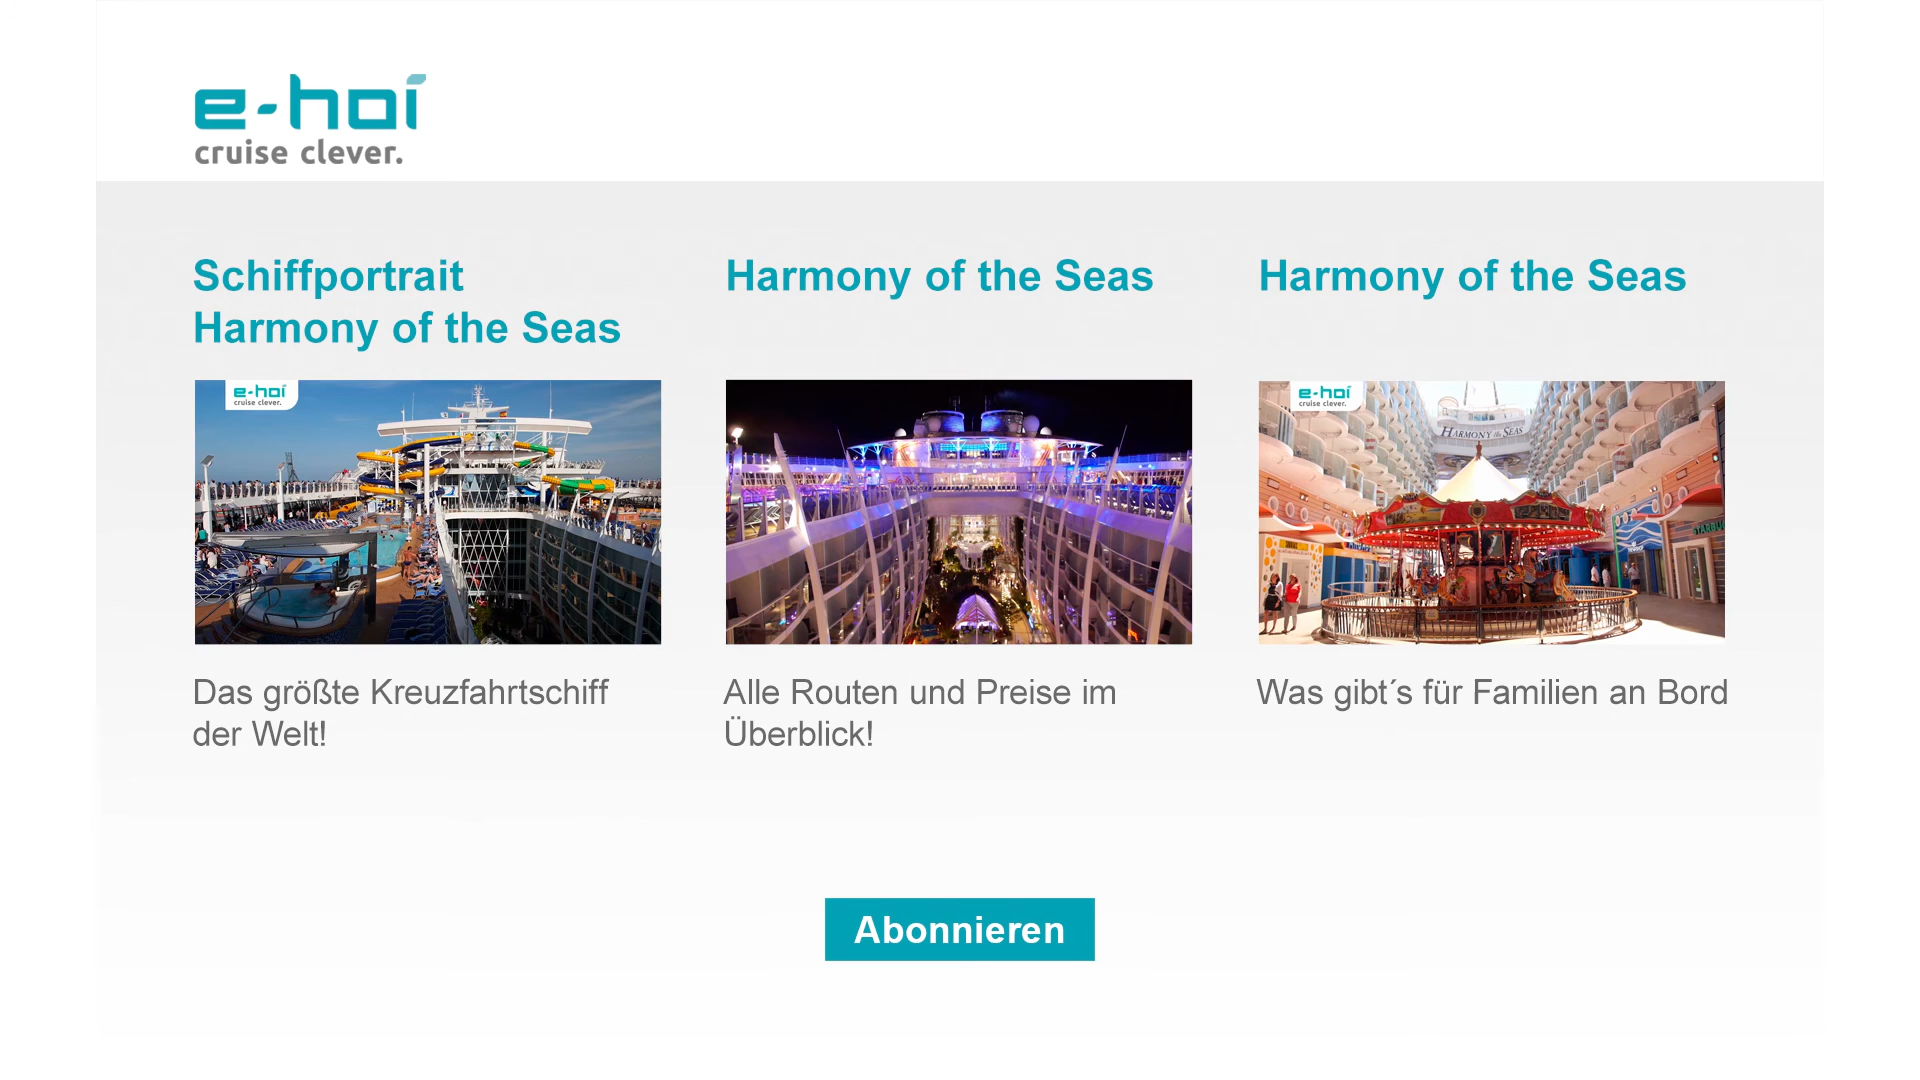 e-hoi
cruise clever.
Schiffportrait
Harmony of the Seas
Harmony of the Seas
Harmony of the Seas
e-hoi
cruise clever.
e-hoi
cruise clever.
HARMONY of the SEAS
Das größte Kreuzfahrtschiff
der Welt!
Alle Routen und Preise im
Überblick!
Was gibt´s für Familien an Bord
Abonnieren